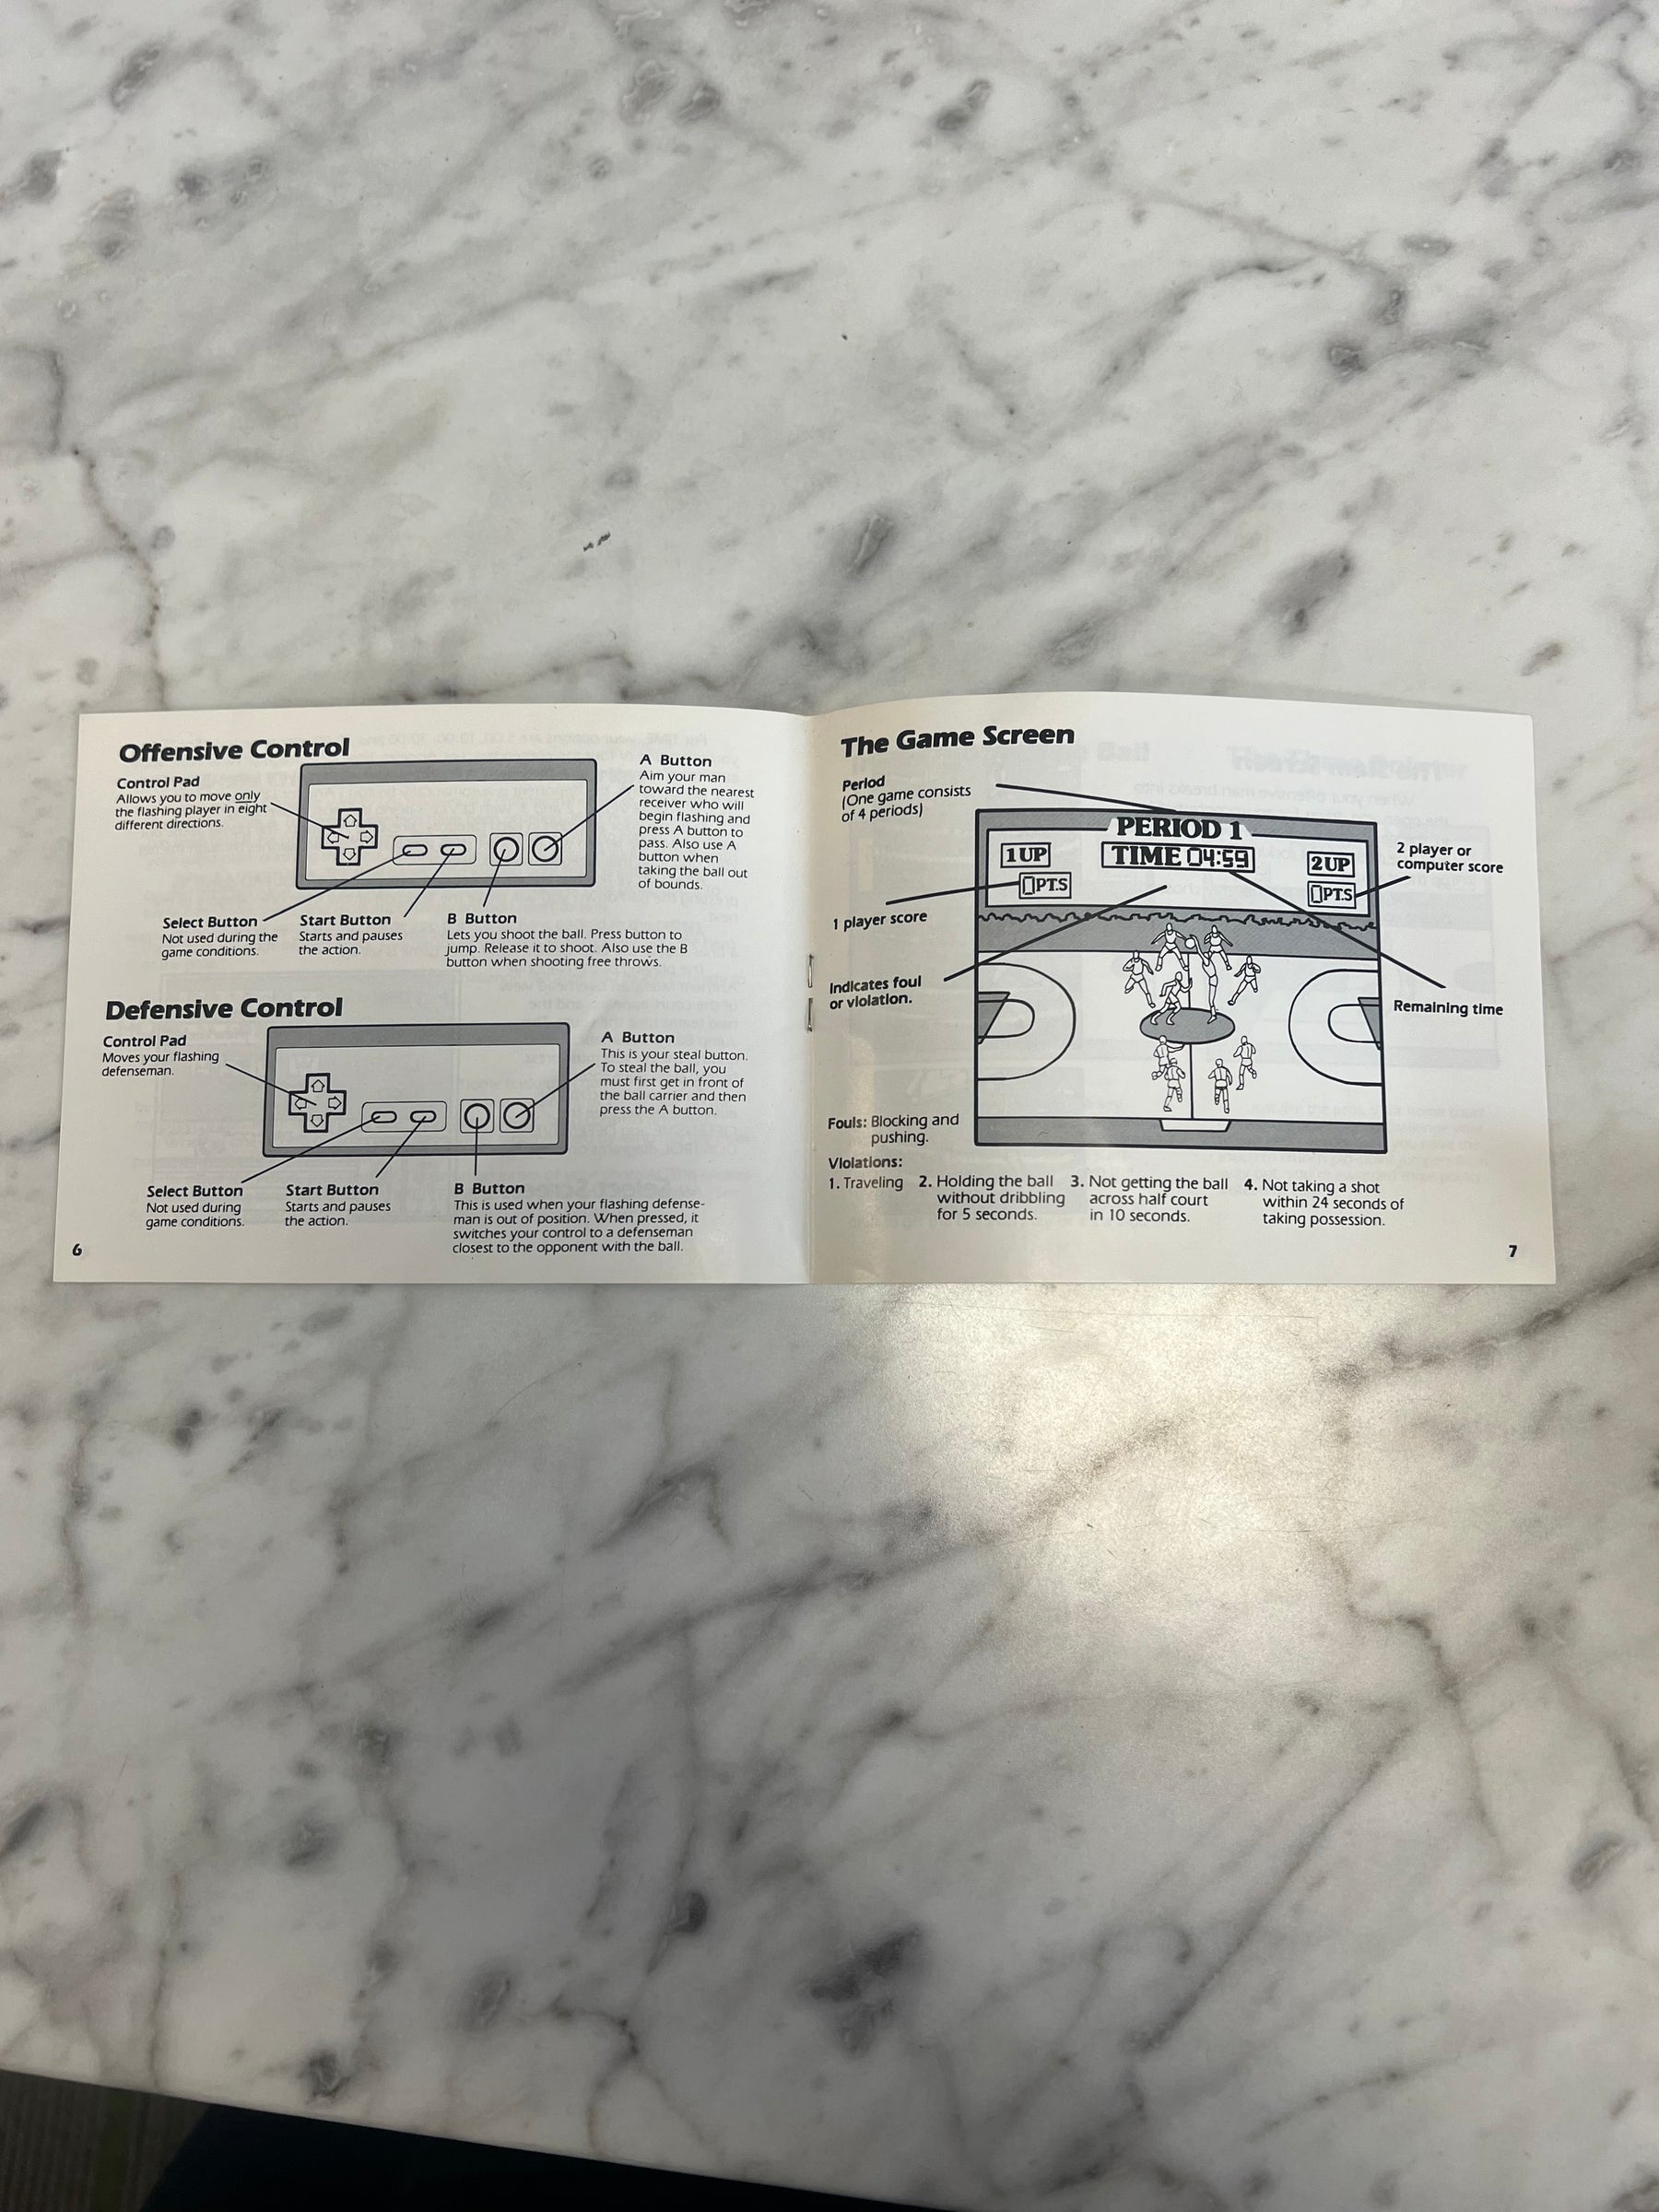 Offensive Control
Control Pad
Allows you to move only
the flashing player in eight
different directions.
A Button
Aim your man
toward the nearest
receiver who will
begin flashing and
press A button to
pass. Also use A
button when
taking the ball out
of bounds.
Select Button
Not used during the
game conditions.
Start Button
Starts and pauses
the action.
B Button
Lets you shoot the ball. Press button to
jump. Release it to shoot. Also use the B
button when shooting free throws.
Defensive Control
Control Pad
Moves your flashing
defenseman.
A Button
This is your steal button.
To steal the ball, you
must first get in front of
the ball carrier and then
press the A button.
Select Button
Not used during
game conditions.
Start Button
Starts and pauses
the action.
B Button
This is used when your flashing defense-
man is out of position. When pressed, it
switches your control to a defenseman
closest to the opponent with the ball.
6
The Game Screen
Period
(One game consists
of 4 periods)
PERIOD 1
1UP
TIME 04:59
2UP
0PTS
0PTS
2 player or
computer score
1 player score
Indicates foul
or violation.
Remaining time
Fouls: Blocking and
pushing.
Violations:
1. Traveling
2. Holding the ball
without dribbling
for 5 seconds.
3. Not getting the ball
across half court
in 10 seconds.
4. Not taking a shot
within 24 seconds of
taking possession.
7